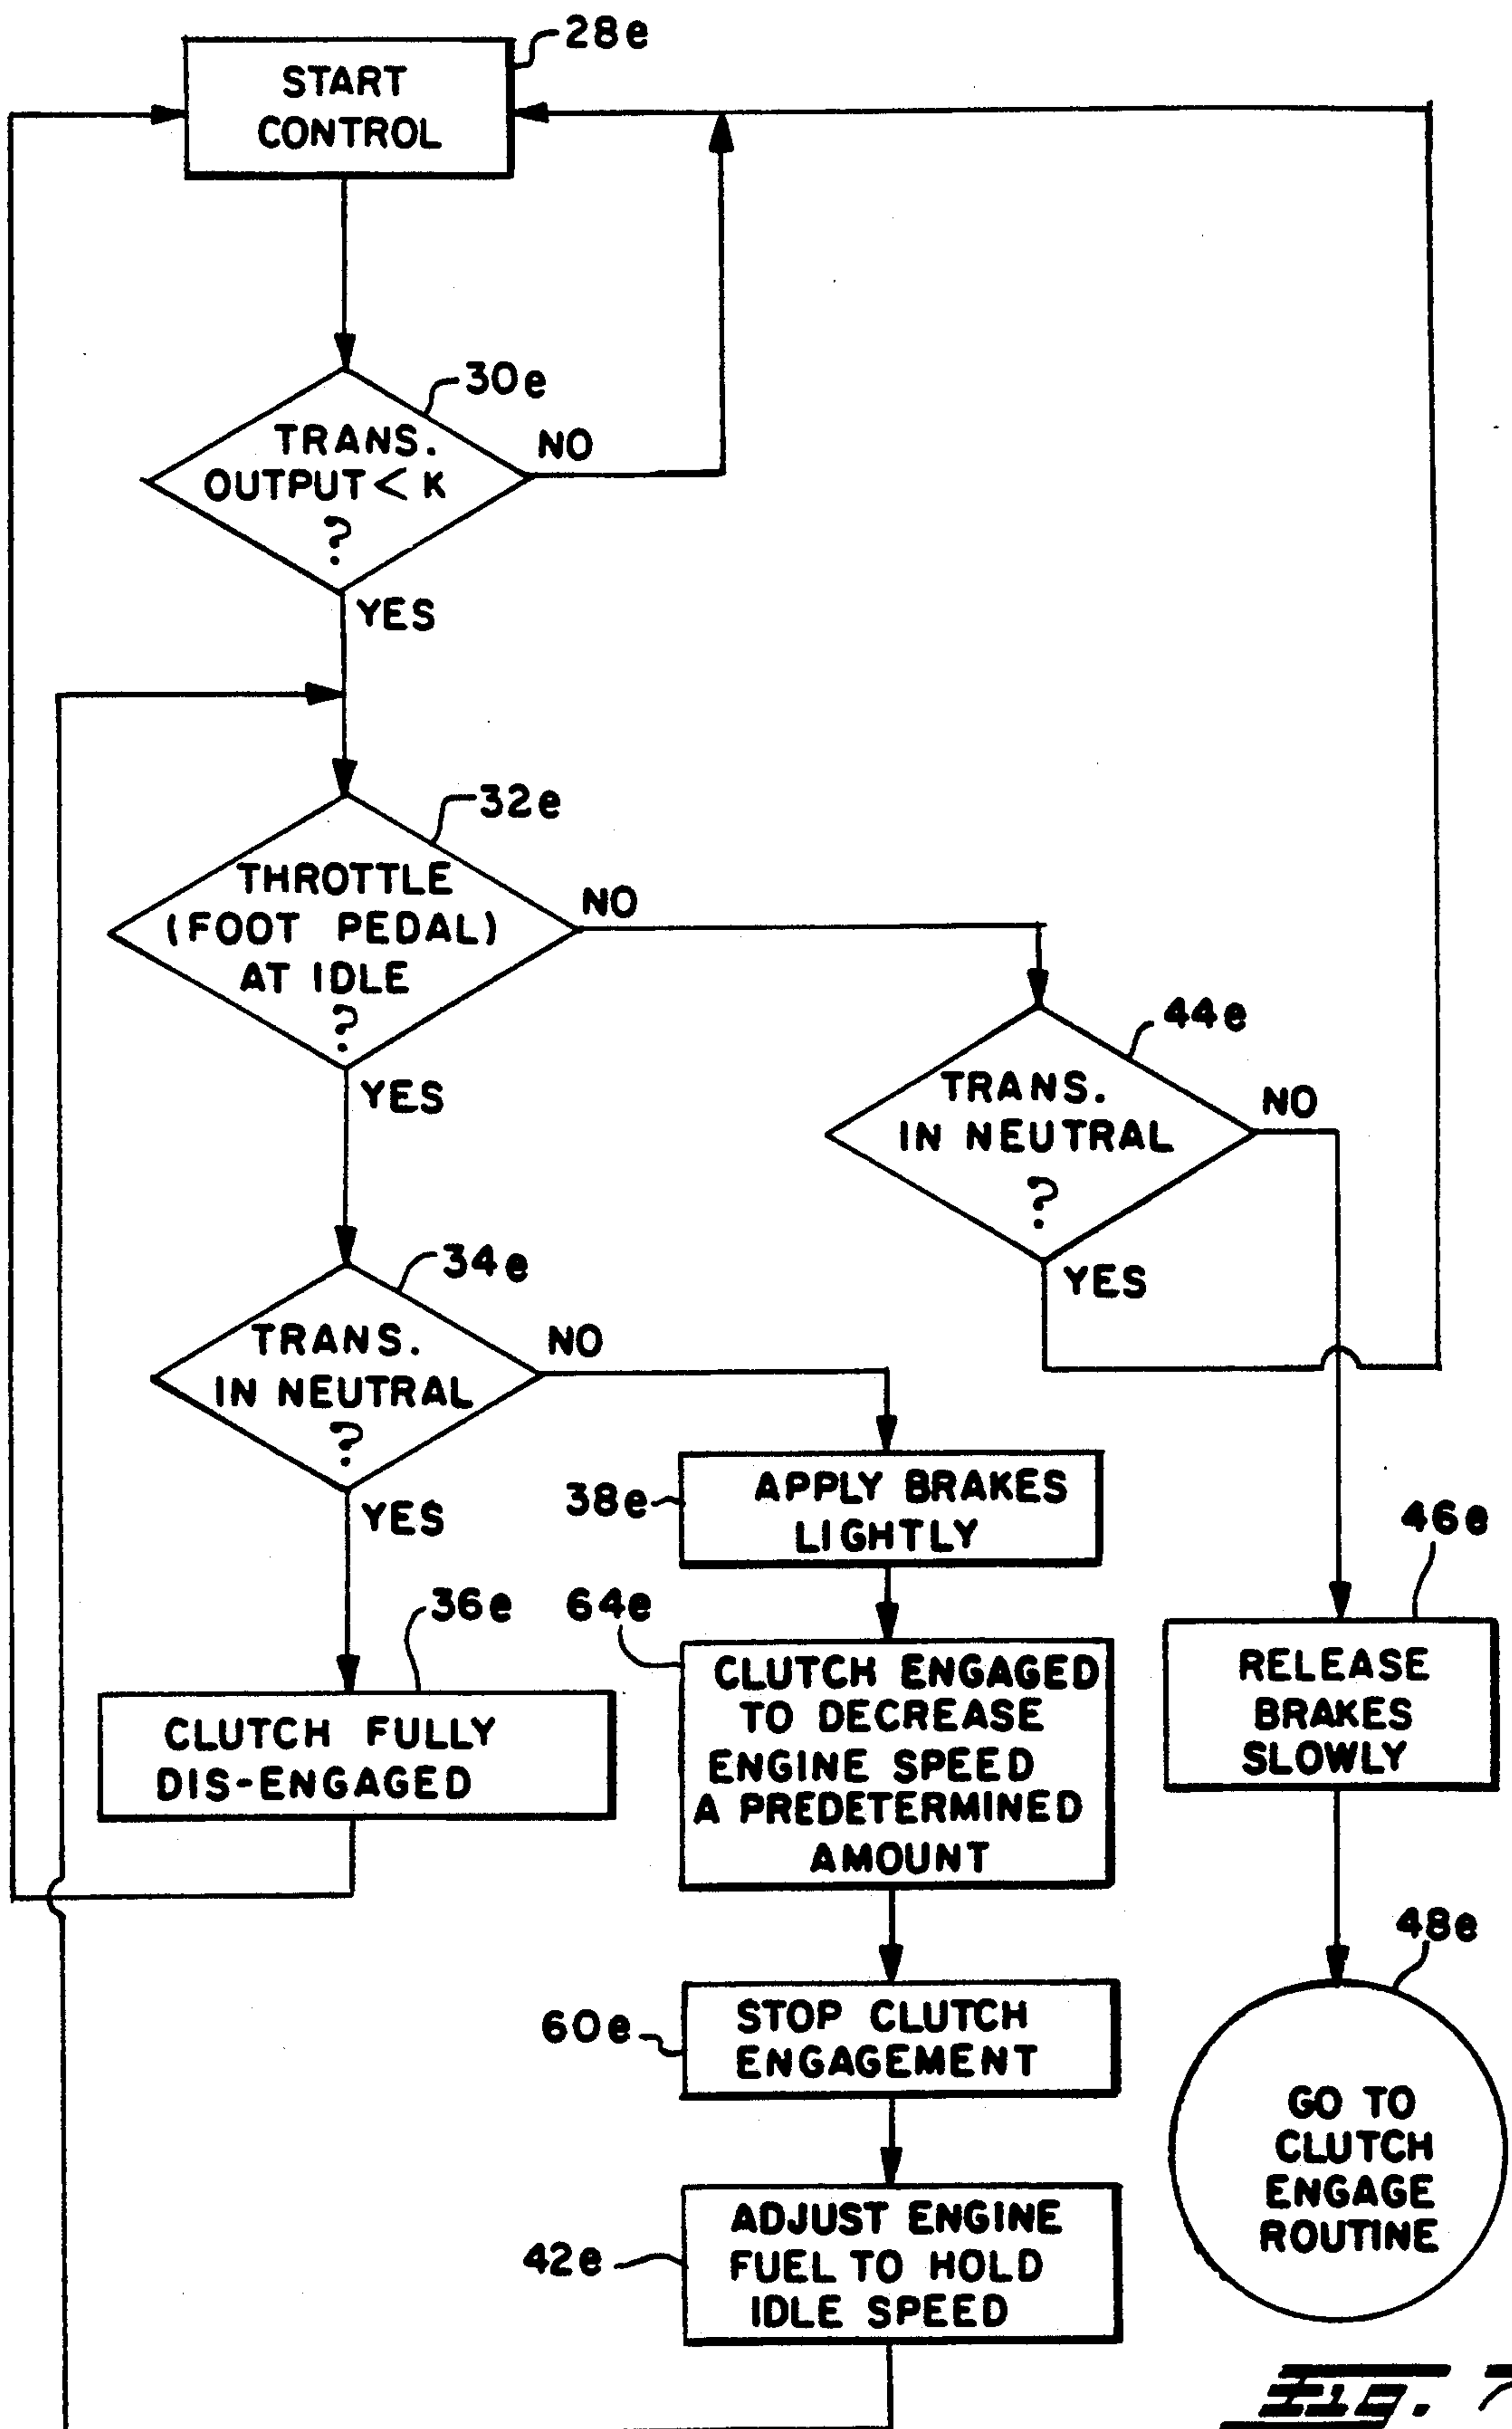 28e
START
CONTROL
30e
TRANS.
OUTPUT < K
?
NO
YES
32e
THROTTLE
(FOOT PEDAL)
AT IDLE
?
NO
YES
44e
TRANS.
IN NEUTRAL
?
NO
YES
34e
TRANS.
IN NEUTRAL
?
NO
YES
38e
APPLY BRAKES
LIGHTLY
46e
RELEASE
BRAKES
SLOWLY
36e
CLUTCH FULLY
DIS-ENGAGED
64e
CLUTCH ENGAGED
TO DECREASE
ENGINE SPEED
A PREDETERMINED
AMOUNT
48e
GO TO
CLUTCH
ENGAGE
ROUTINE
60e
STOP CLUTCH
ENGAGEMENT
42e
ADJUST ENGINE
FUEL TO HOLD
IDLE SPEED
Fig.